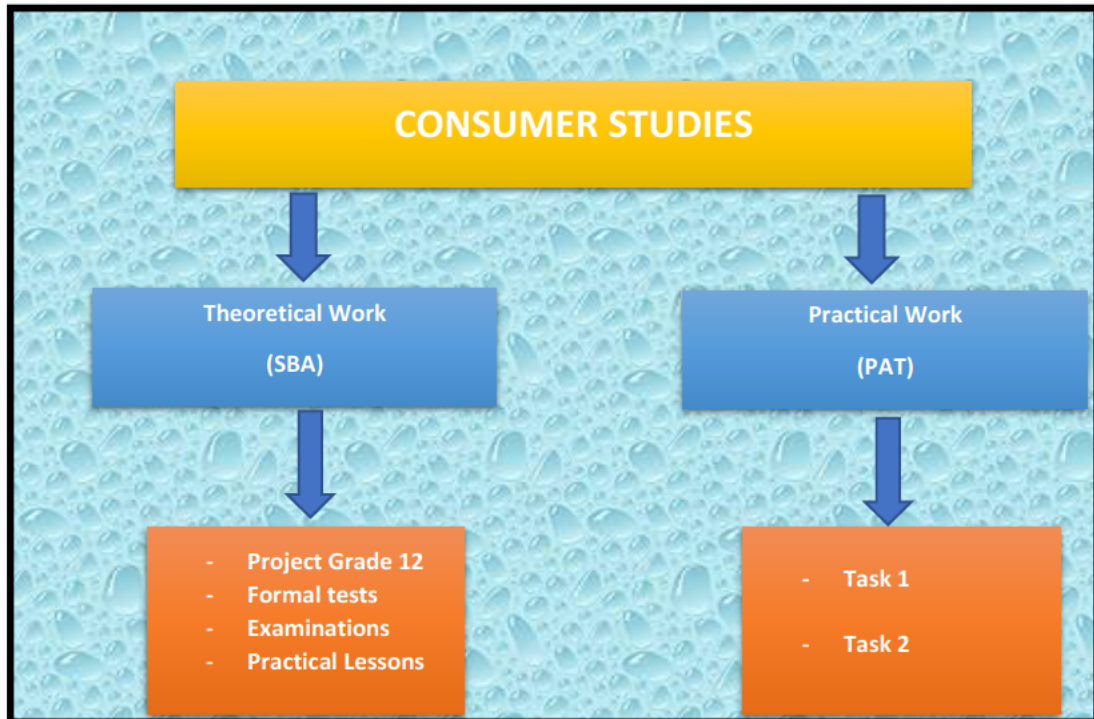 CONSUMER STUDIES
Theoretical Work
(SBA)
Practical Work
(PAT)
- Project Grade 12
- Formal tests
- Examinations
- Practical Lessons
- Task 1
- Task 2